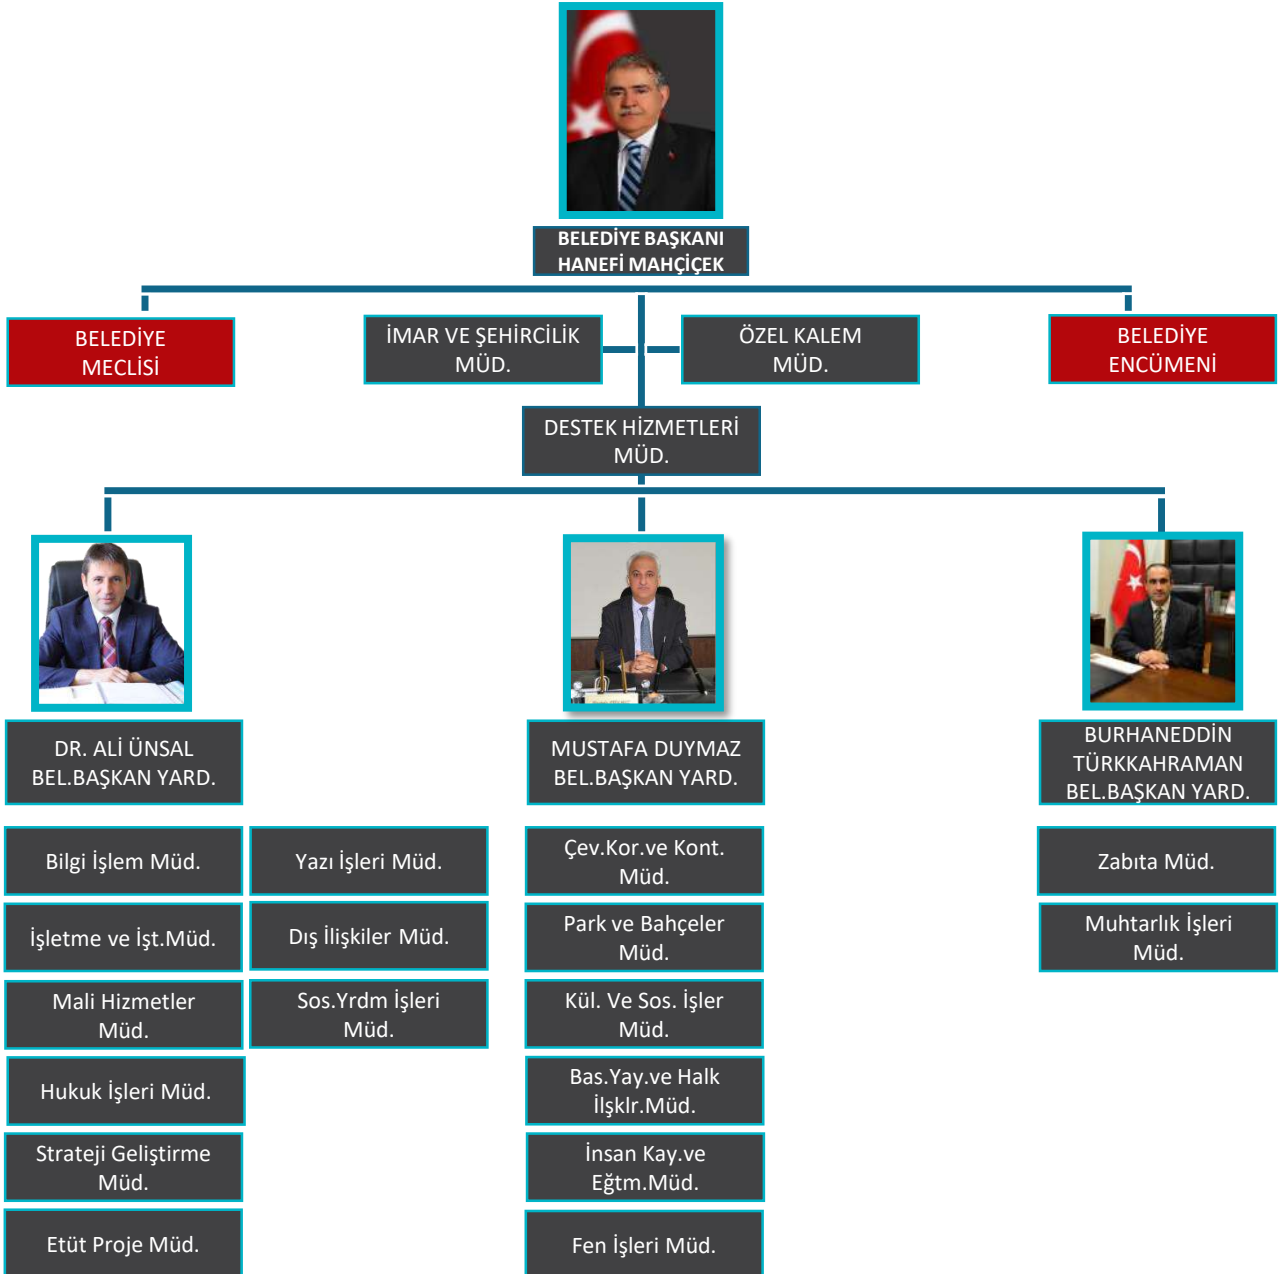 BELEDİYE BAŞKANI
HANEFİ MAHÇİÇEK
BELEDİYE
MECLİSİ
İMAR VE ŞEHİRCİLİK
MÜD.
ÖZEL KALEM
MÜD.
BELEDİYE
ENCÜMENİ
DESTEK HİZMETLERİ
MÜD.
DR. ALİ ÜNSAL
BEL.BAŞKAN YARD.
MUSTAFA DUYMAZ
BEL.BAŞKAN YARD.
BURHANEDDİN
TÜRKKAHRAMAN
BEL.BAŞKAN YARD.
Bilgi İşlem Müd.
İşletme ve İşt.Müd.
Mali Hizmetler
Müd.
Hukuk İşleri Müd.
Strateji Geliştirme
Müd.
Etüt Proje Müd.
Yazı İşleri Müd.
Dış İlişkiler Müd.
Sos.Yrdm İşleri
Müd.
Çev.Kor.ve Kont.
Müd.
Park ve Bahçeler
Müd.
Kül. Ve Sos. İşler
Müd.
Bas.Yay.ve Halk
İlşklr.Müd.
İnsan Kay.ve
Eğtm.Müd.
Fen İşleri Müd.
Zabıta Müd.
Muhtarlık İşleri
Müd.